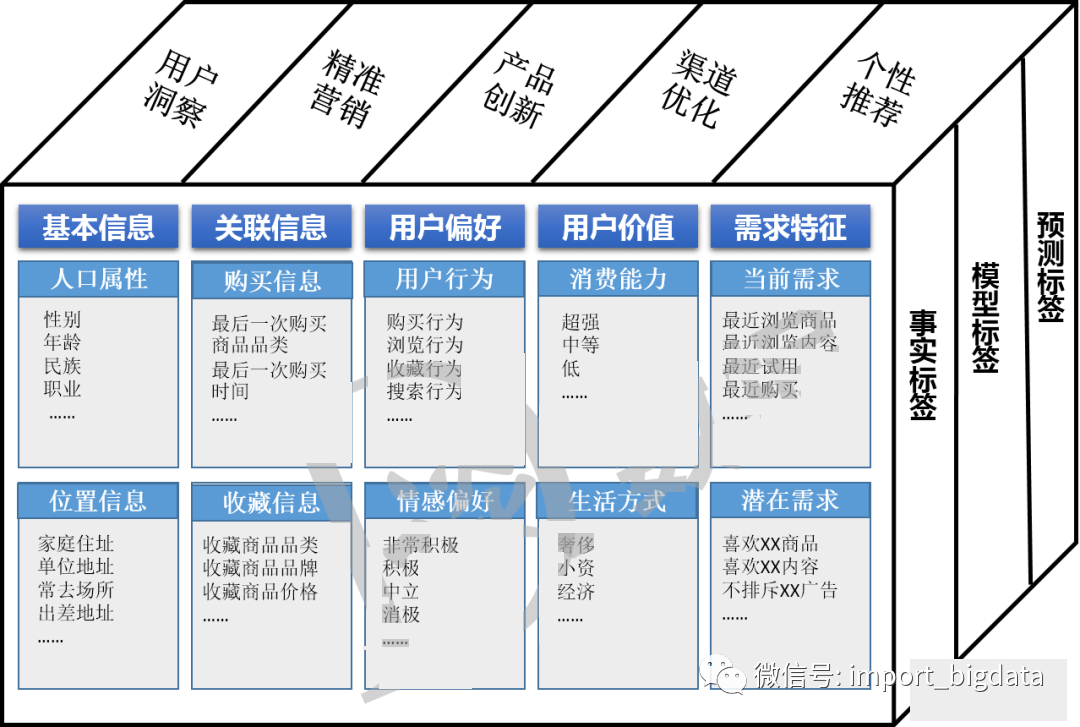 用户
洞察
精准
营销
产品
创新
渠道
优化
个性
推荐
基本信息
关联信息
用户偏好
用户价值
需求特征
人口属性
性别
年龄
民族
职业
……
购买信息
最后一次购买
商品品类
最后一次购买
时间
……
用户行为
购买行为
浏览行为
收藏行为
搜索行为
……
消费能力
超强
中等
低
……
当前需求
最近浏览商品
最近浏览内容
最近试用
最近购买
……
位置信息
家庭住址
单位地址
常去场所
出差地址
……
收藏信息
收藏商品品类
收藏商品品牌
收藏商品价格
……
情感偏好
非常积极
积极
中立
消极
……
生活方式
奢侈
小资
经济
……
潜在需求
喜欢XX商品
喜欢XX内容
不排斥XX广告
……
事实标签
模型标签
预测标签
微信号: import_bigdata